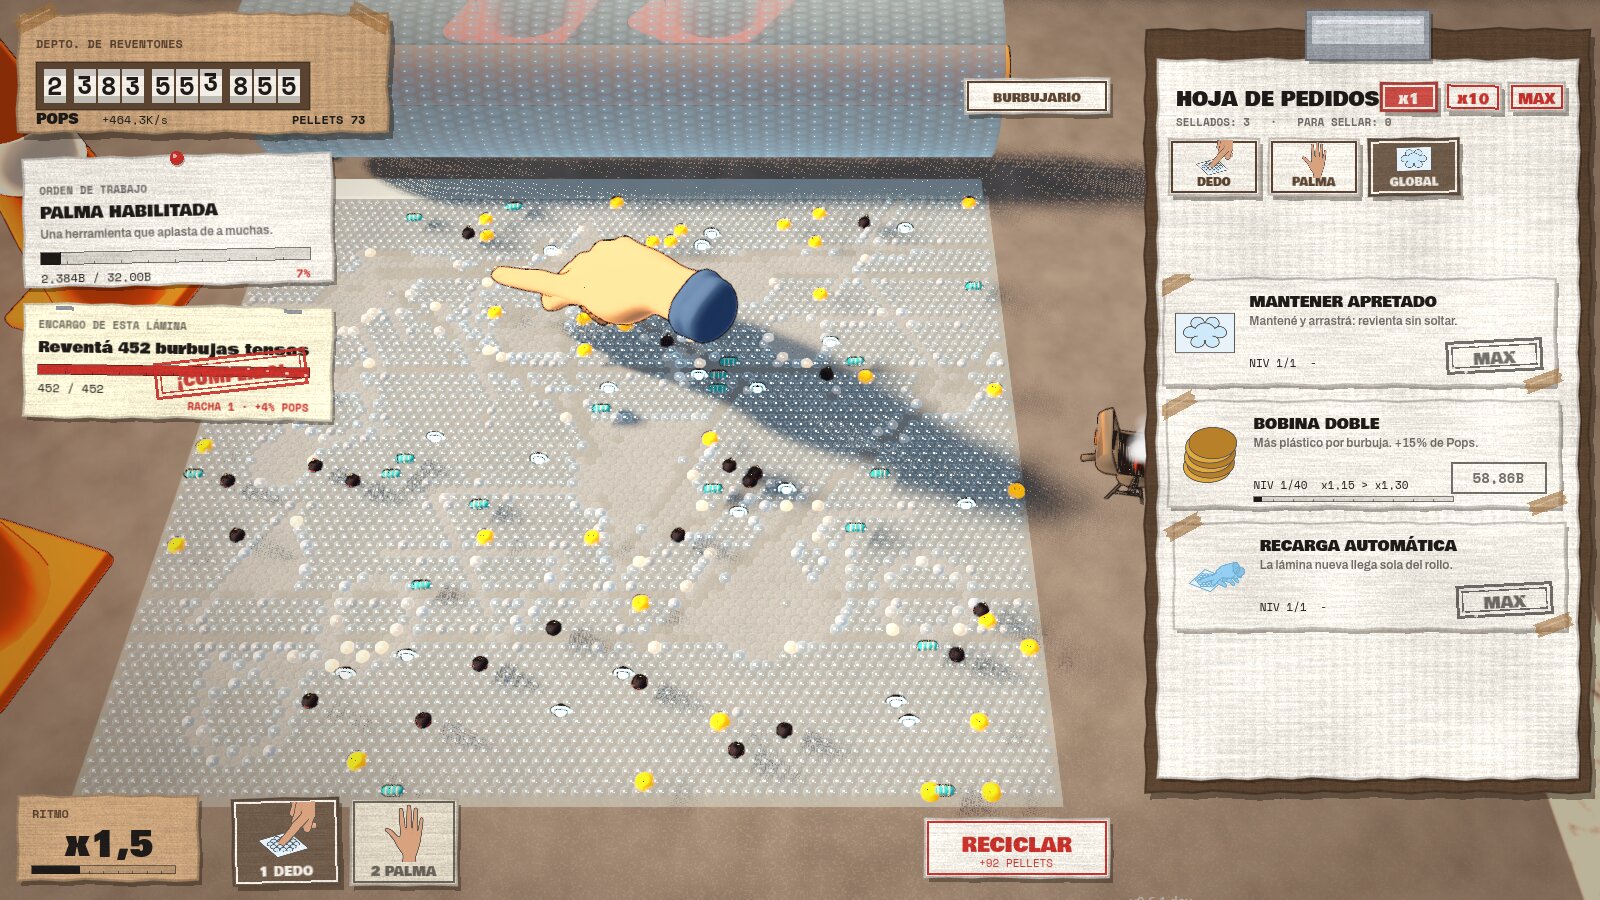 DEPTO. DE REVENTONES
2 383 553 855
POPS +464.3K/s PELLETS 73
ORDEN DE TRABAJO
PALMA HABILITADA
Una herramienta que aplasta de a muchas.
2.384B / 32.00B 7%
ENCARGO DE ESTA LÁMINA
Reventá 452 burbujas tensas
452 / 452
RACHA 1 · +4% POPS
BURBUJARIO
HOJA DE PEDIDOS x1 x10 MAX
SELLADOS: 3 · PARA SELLAR: 0
DEDO PALMA GLOBAL
MANTENER APRETADO
Mantené y arrastrá: revienta sin soltar.
NIV 1/1 - MAX
BOBINA DOBLE
Más plástico por burbuja. +15% de Pops.
NIV 1/40 x1.15 > x1.30 58.86B
RECARGA AUTOMÁTICA
La lámina nueva llega sola del rollo.
NIV 1/1 - MAX
RITMO
x1,5
1 DEDO 2 PALMA
RECICLAR
+92 PELLETS